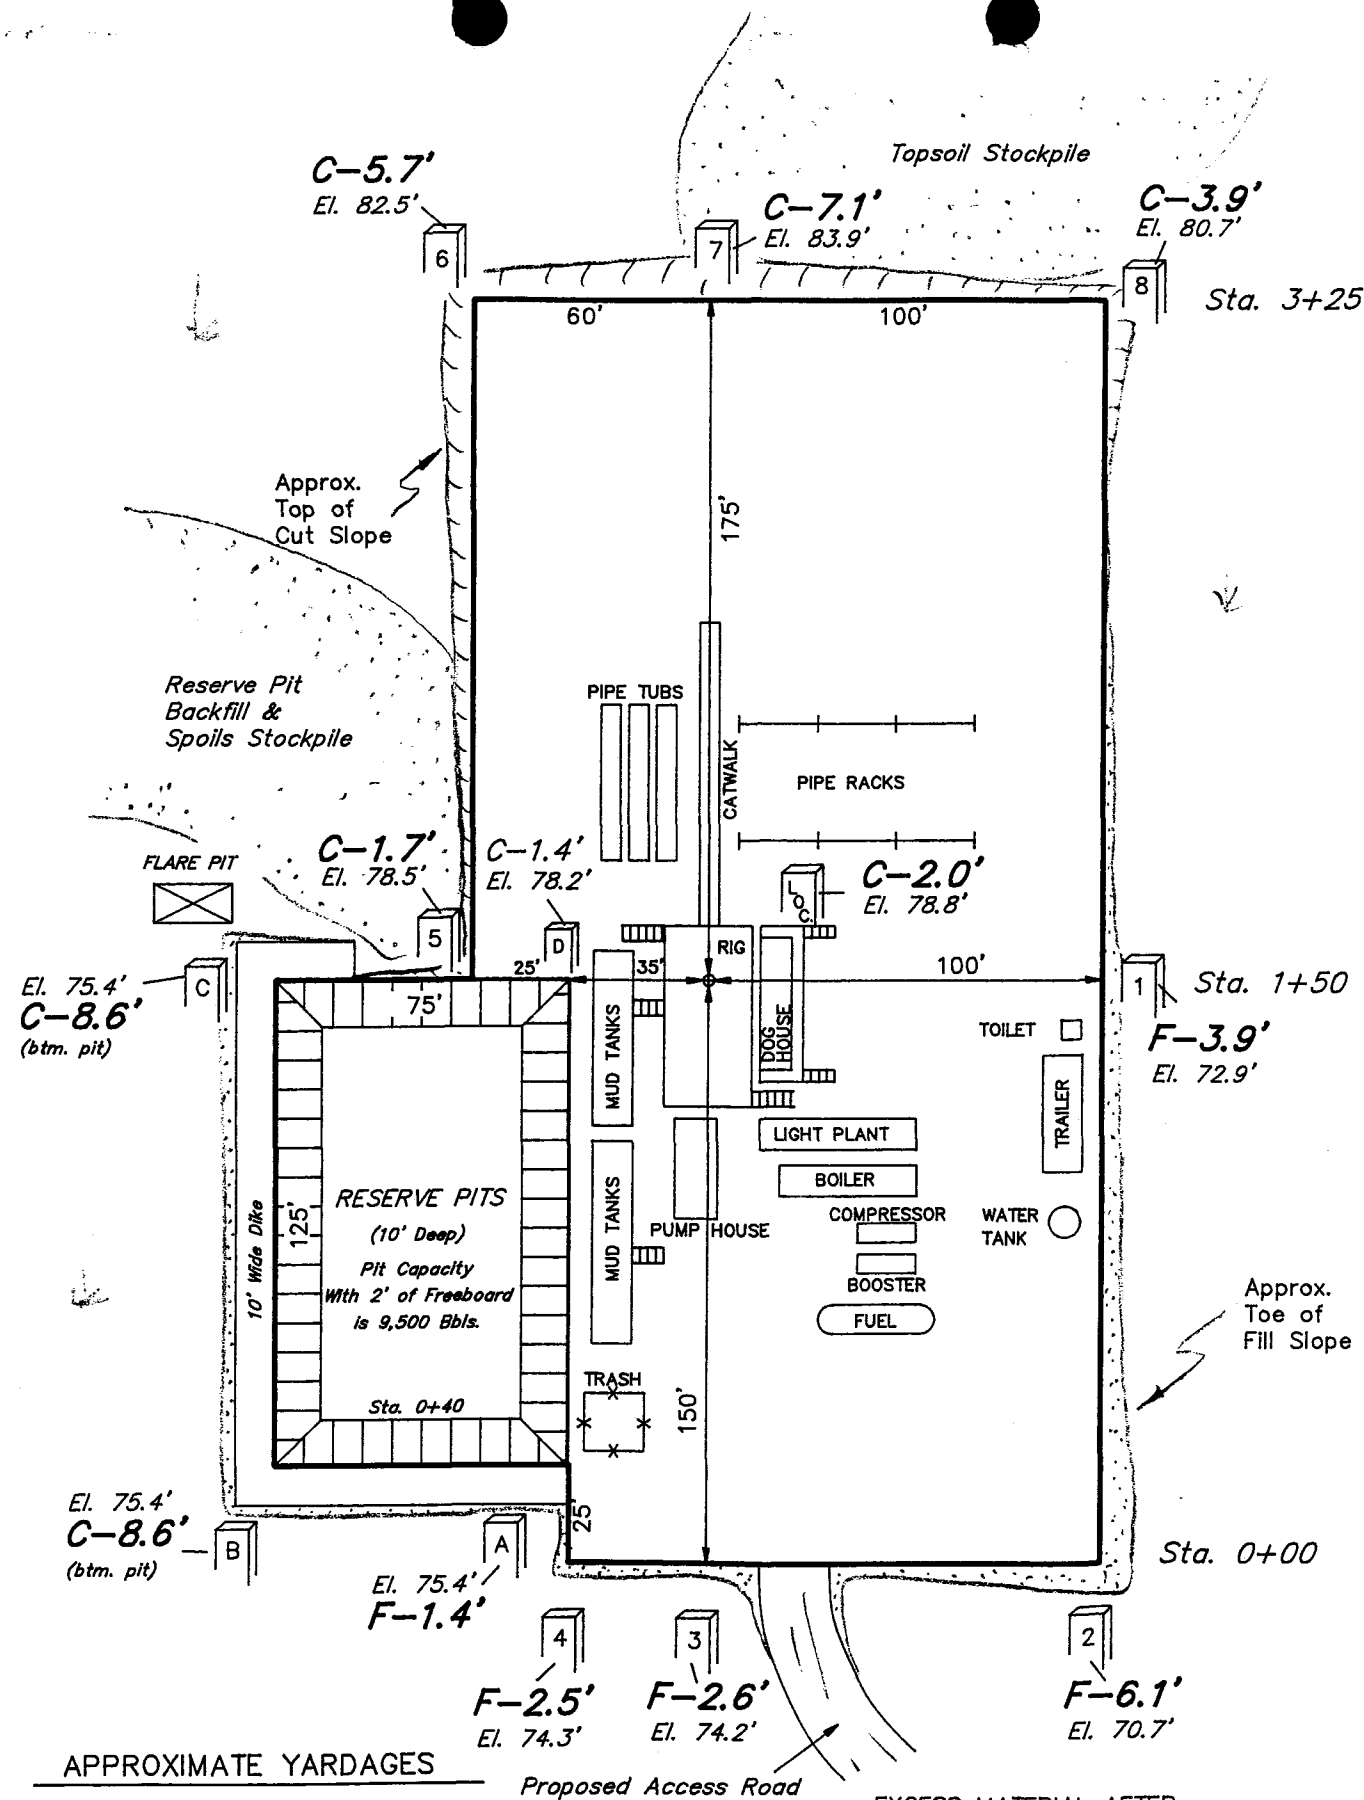 Topsoil Stockpile
C-5.7'
El. 82.5'
C-7.1'
El. 83.9'
C-3.9'
El. 80.7'
6
7
8
Sta. 3+25
60'
100'
Approx.
Top of
Cut Slope
175'
Reserve Pit
Backfill &
Spoils Stockpile
PIPE TUBS
CATWALK
PIPE RACKS
FLARE PIT
C-1.7'
El. 78.5'
C-1.4'
El. 78.2'
LOC.
C-2.0'
El. 78.8'
5
D
RIG
25'
35'
100'
El. 75.4'
C-8.6'
(btm. pit)
C
1
Sta. 1+50
F-3.9'
El. 72.9'
75'
MUD TANKS
DOG
HOUSE
TOILET
TRAILER
LIGHT PLANT
BOILER
COMPRESSOR
BOOSTER
FUEL
WATER
TANK
PUMP HOUSE
MUD TANKS
10' Wide Dike
125'
RESERVE PITS
(10' Deep)
Pit Capacity
With 2' of Freeboard
is 9,500 Bbls.
Sta. 0+40
TRASH
150'
Approx.
Toe of
Fill Slope
25'
El. 75.4'
C-8.6'
(btm. pit)
B
A
El. 75.4'
F-1.4'
Sta. 0+00
4
3
2
F-2.5'
El. 74.3'
F-2.6'
El. 74.2'
F-6.1'
El. 70.7'
APPROXIMATE YARDAGES
Proposed Access Road
EXCESS MATERIAL AFTER